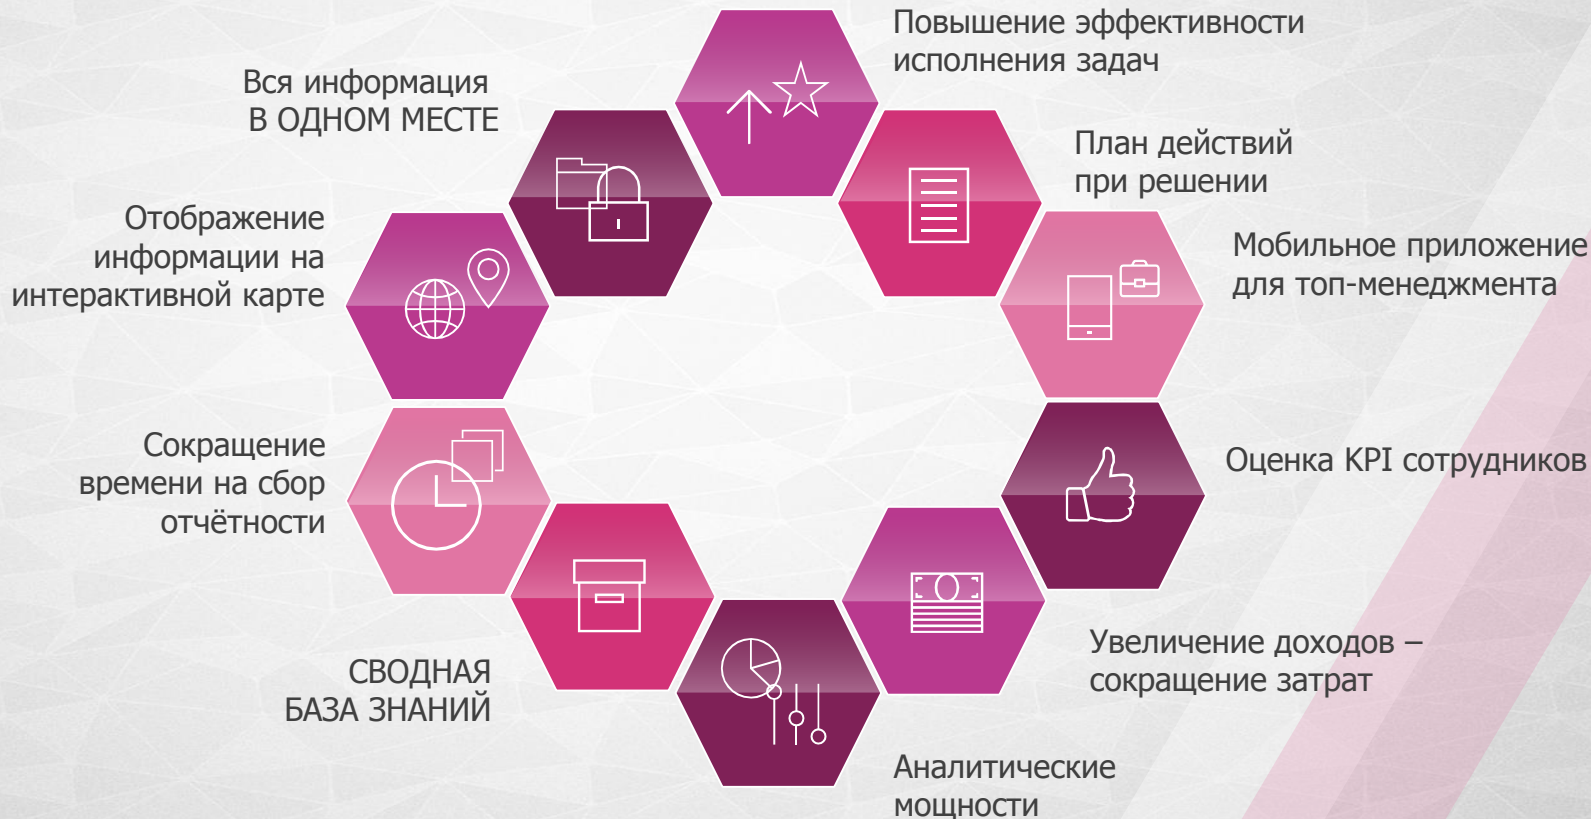 Повышение эффективности
исполнения задач
Вся информация
В ОДНОМ МЕСТЕ
План действий
при решении
Отображение
информации на
интерактивной карте
Мобильное приложение
для топ-менеджмента
Сокращение
времени на сбор
отчётности
Оценка KPI сотрудников
СВОДНАЯ
БАЗА ЗНАНИЙ
Увеличение доходов –
сокращение затрат
Аналитические
мощности